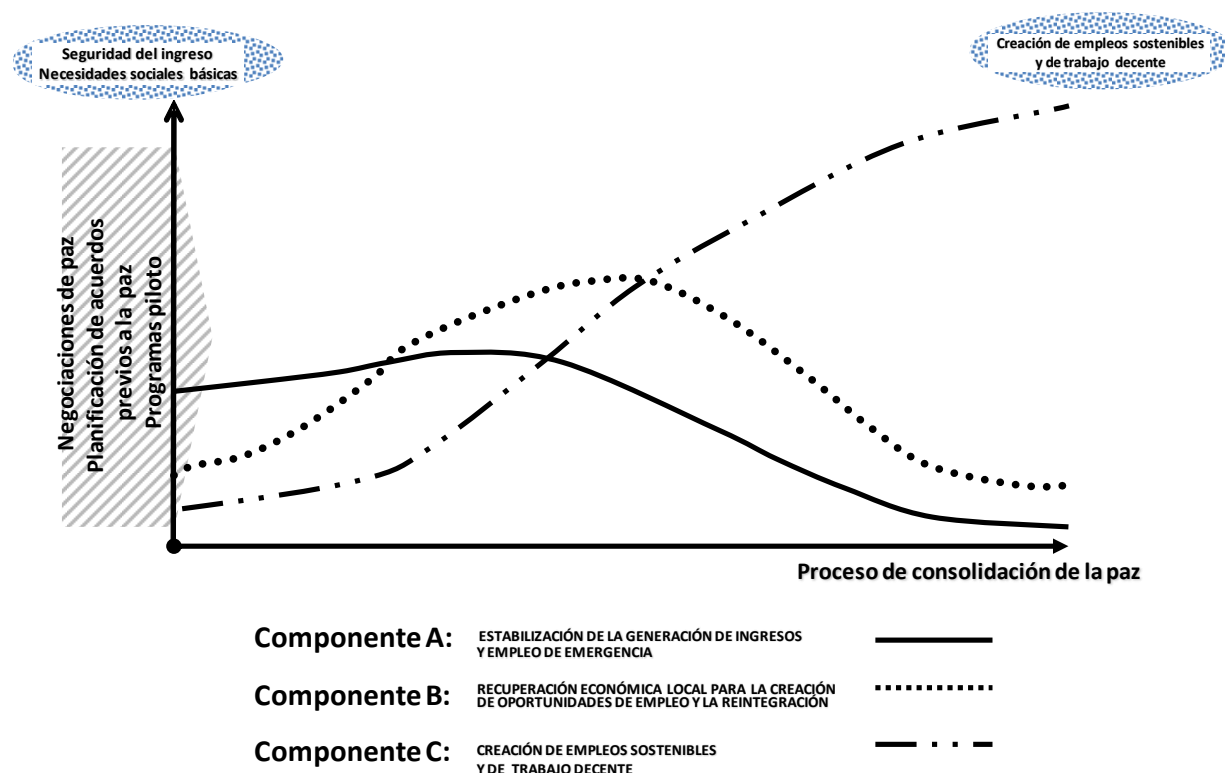 Seguridad del ingreso
Necesidades sociales básicas
Creación de empleos sostenibles
y de trabajo decente
Negociaciones de paz
Planificación de acuerdos
previos a la paz
Programas piloto
Proceso de consolidación de la paz
Componente A: ESTABILIZACIÓN DE LA GENERACIÓN DE INGRESOS
Y EMPLEO DE EMERGENCIA
Componente B: RECUPERACIÓN ECONÓMICA LOCAL PARA LA CREACIÓN
DE OPORTUNIDADES DE EMPLEO Y LA REINTEGRACIÓN
Componente C: CREACIÓN DE EMPLEOS SOSTENIBLES
Y DE TRABAJO DECENTE